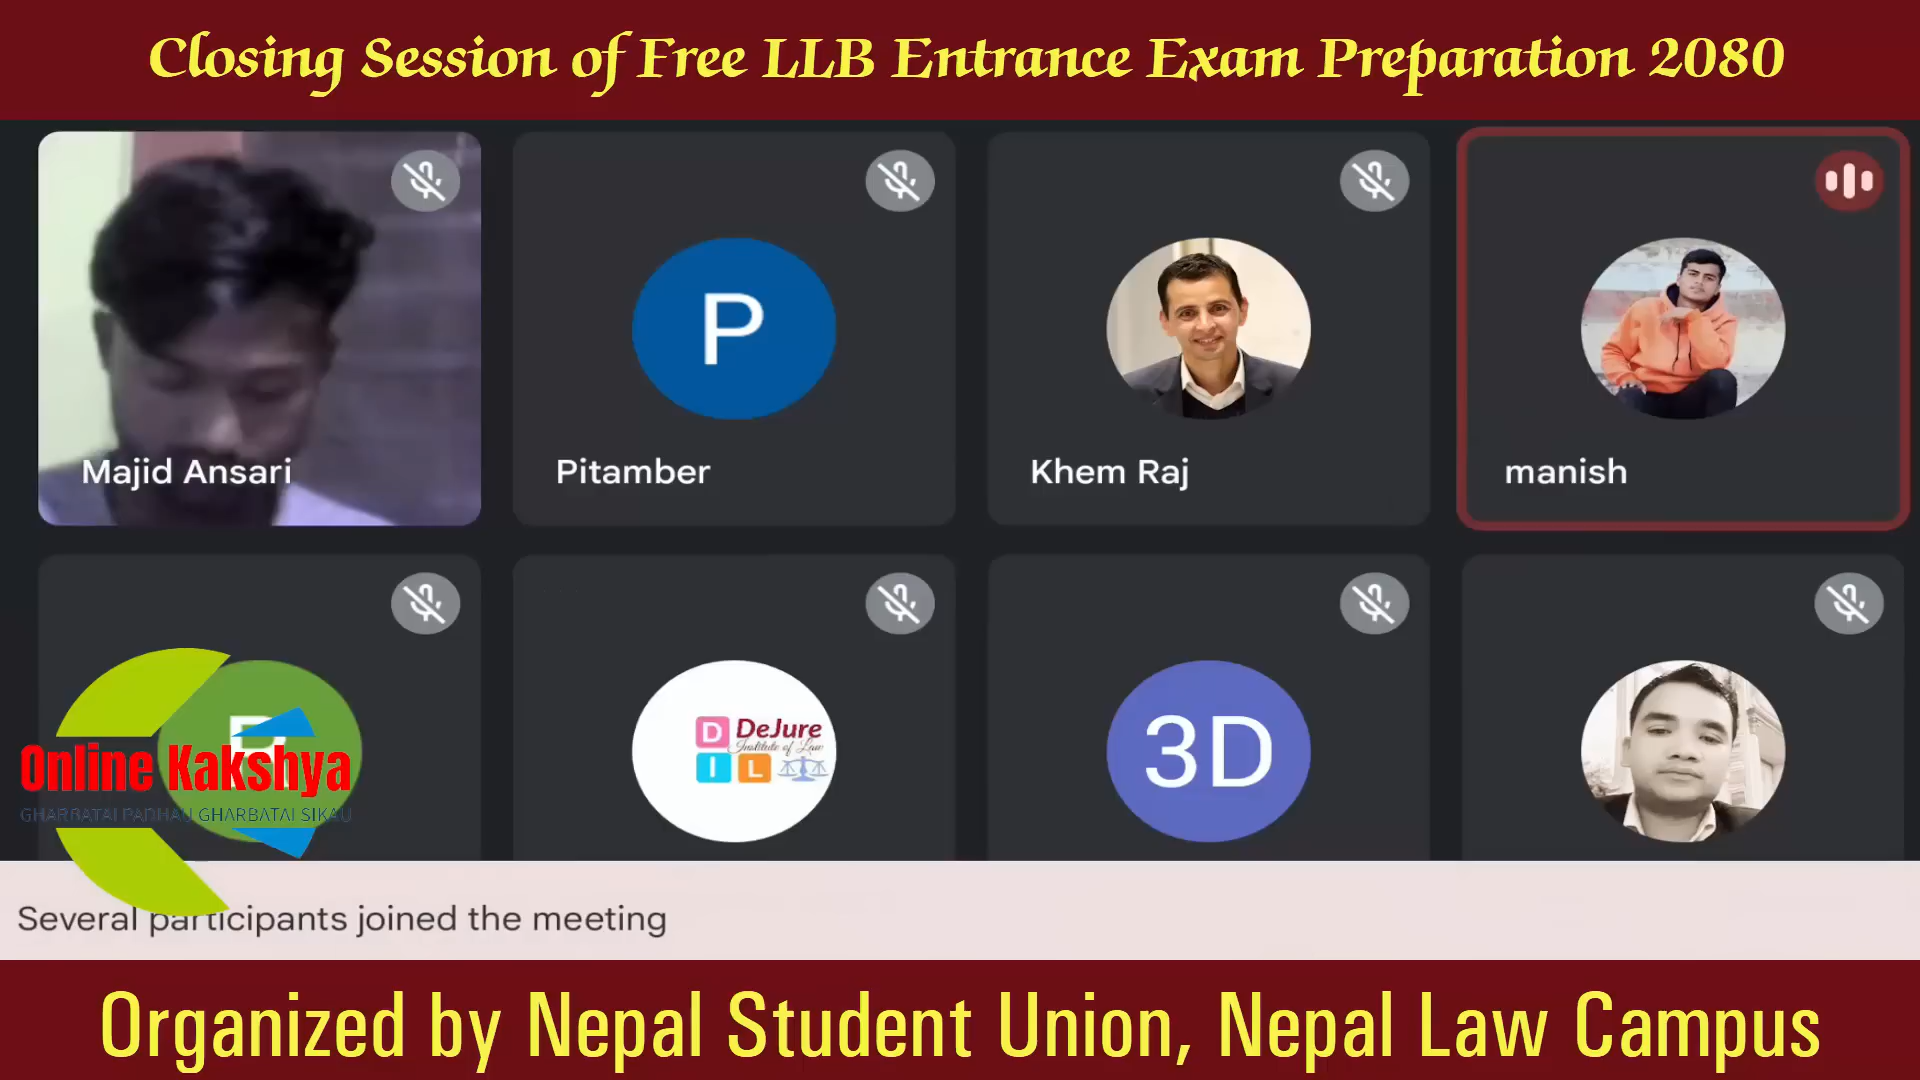 Closing Session of Free LLB Entrance Exam Preparation 2080
Majid Ansari
P
Pitamber
Khem Raj
manish
R
Online Kakshya
GHARBATAI PADHAU GHARBATAI SIKAU
D DeJure
Institute of Law
I L
3D
Several participants joined the meeting
Organized by Nepal Student Union, Nepal Law Campus